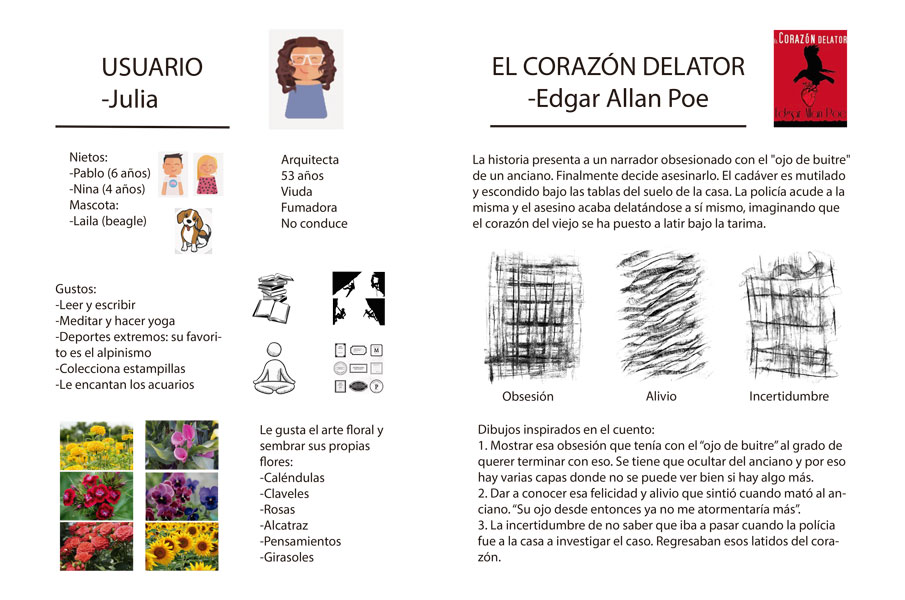 USUARIO
-Julia
Nietos:
-Pablo (6 años)
-Nina (4 años)
Mascota:
-Laila (beagle)
Arquitecta
53 años
Viuda
Fumadora
No conduce
Gustos:
-Leer y escribir
-Meditar y hacer yoga
-Deportes extremos: su favori-
to es el alpinismo
-Colecciona estampillas
-Le encantan los acuarios
Le gusta el arte floral y
sembrar sus propias
flores:
-Caléndulas
-Claveles
-Rosas
-Alcatraz
-Pensamientos
-Girasoles
EL CORAZÓN DELATOR
-Edgar Allan Poe
EL CORAZÓN DELATOR
Edgar Allan Poe
La historia presenta a un narrador obsesionado con el "ojo de buitre"
de un anciano. Finalmente decide asesinarlo. El cadáver es mutilado
y escondido bajo las tablas del suelo de la casa. La policía acude a la
misma y el asesino acaba delatándose a sí mismo, imaginando que
el corazón del viejo se ha puesto a latir bajo la tarima.
Obsesión
Alivio
Incertidumbre
Dibujos inspirados en el cuento:
1. Mostrar esa obsesión que tenía con el “ojo de buitre” al grado de
querer terminar con eso. Se tiene que ocultar del anciano y por eso
hay varias capas donde no se puede ver bien si hay algo más.
2. Dar a conocer esa felicidad y alivio que sintió cuando mató al an-
ciano. “Su ojo desde entonces ya no me atormentaría más”.
3. La incertidumbre de no saber que iba a pasar cuando la polícia
fue a la casa a investigar el caso. Regresaban esos latidos del cora-
zón.